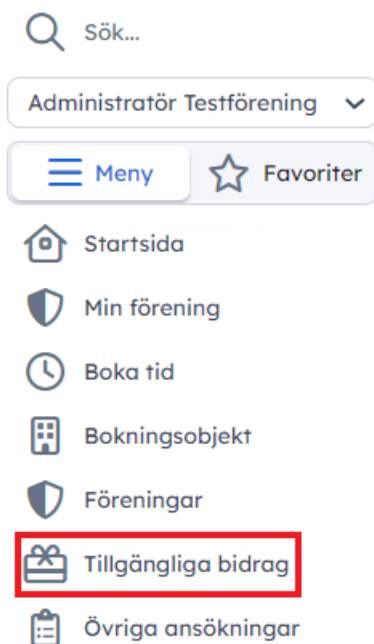 Sök...
Administratör Testförening
Meny
Favoriter
Startsida
Min förening
Boka tid
Bokningsobjekt
Föreningar
Tillgängliga bidrag
Övriga ansökningar